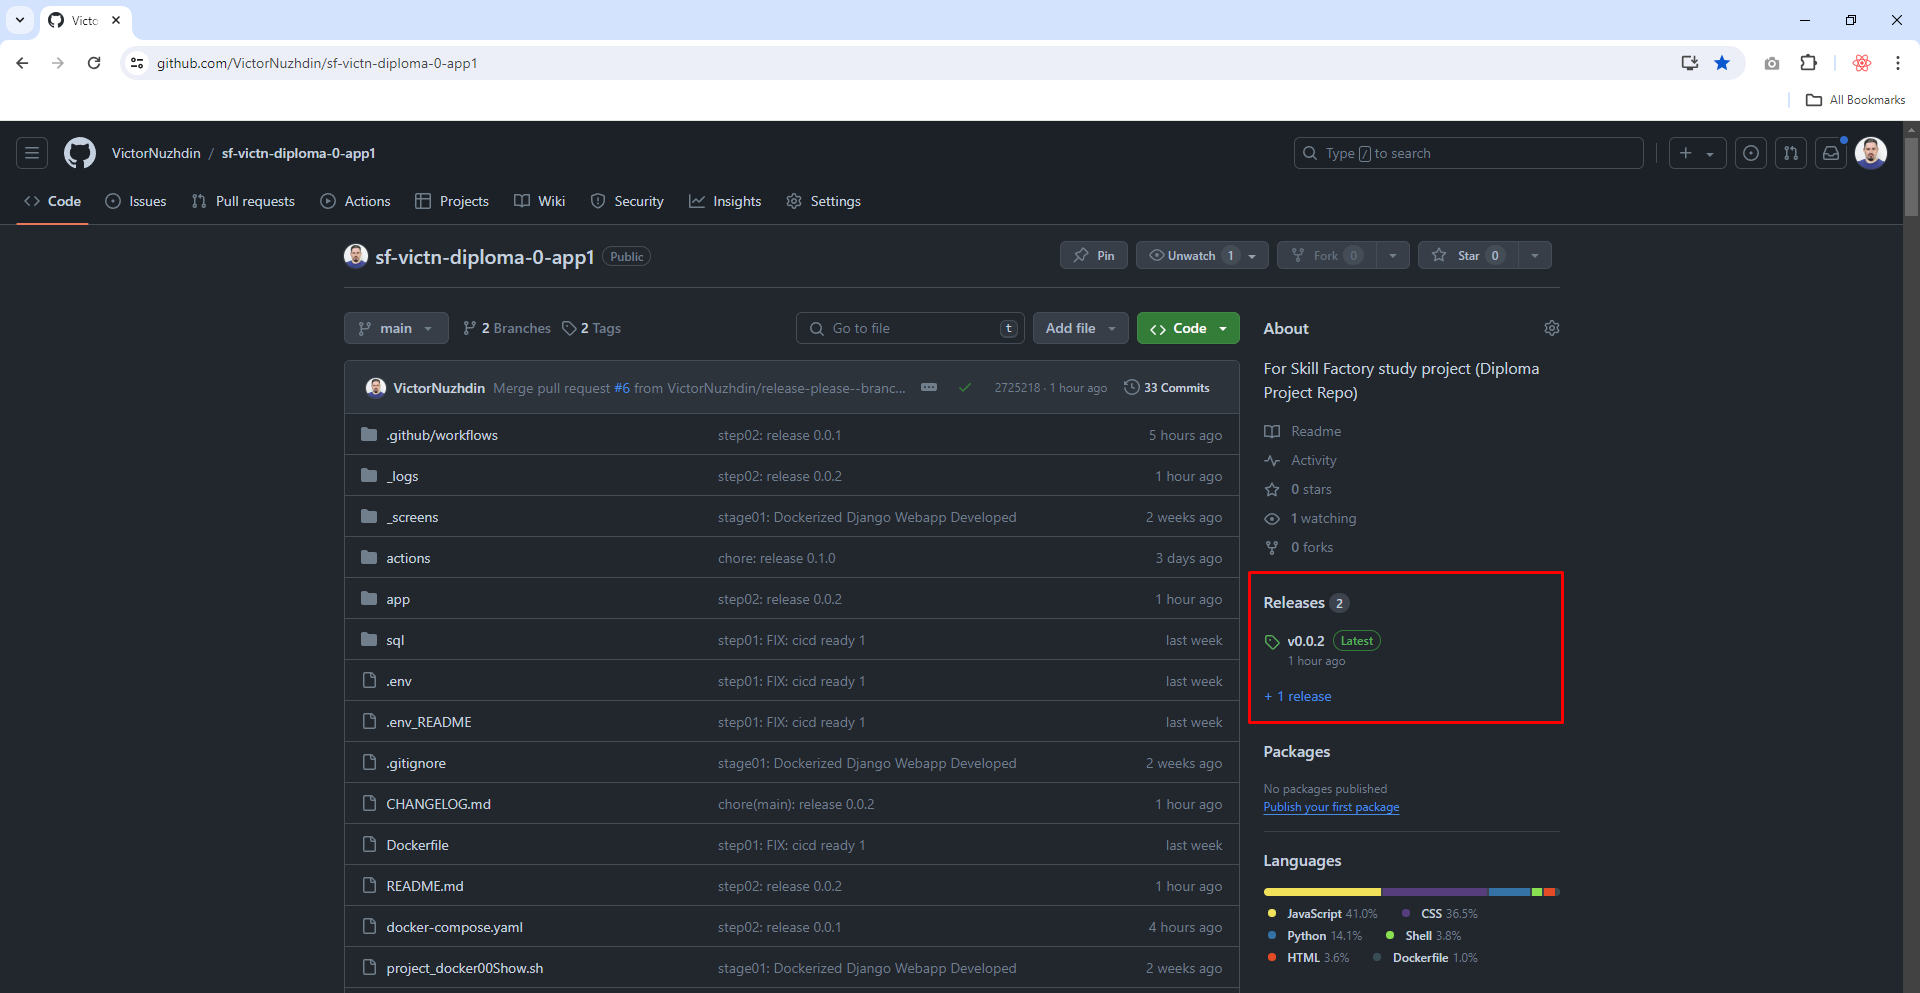 Victo
github.com/VictorNuzhdin/sf-victn-diploma-0-app1
All Bookmarks
VictorNuzhdin / sf-victn-diploma-0-app1
Type / to search
Code Issues Pull requests Actions Projects Wiki Security Insights Settings
sf-victn-diploma-0-app1 Public
Pin Unwatch 1 Fork 0 Star 0
main 2 Branches 2 Tags Go to file t Add file Code
VictorNuzhdin Merge pull request #6 from VictorNuzhdin/release-please--branc... 2725218 · 1 hour ago 33 Commits
.github/workflows step02: release 0.0.1 5 hours ago
_logs step02: release 0.0.2 1 hour ago
_screens stage01: Dockerized Django Webapp Developed 2 weeks ago
actions chore: release 0.1.0 3 days ago
app step02: release 0.0.2 1 hour ago
sql step01: FIX: cicd ready 1 last week
.env step01: FIX: cicd ready 1 last week
.env_README step01: FIX: cicd ready 1 last week
.gitignore stage01: Dockerized Django Webapp Developed 2 weeks ago
CHANGELOG.md chore(main): release 0.0.2 1 hour ago
Dockerfile step01: FIX: cicd ready 1 last week
README.md step02: release 0.0.2 1 hour ago
docker-compose.yaml step02: release 0.0.1 4 hours ago
project_docker00Show.sh stage01: Dockerized Django Webapp Developed 2 weeks ago
About
For Skill Factory study project (Diploma
Project Repo)
Readme
Activity
0 stars
1 watching
0 forks
Releases 2
v0.0.2 Latest
1 hour ago
+ 1 release
Packages
No packages published
Publish your first package
Languages
JavaScript 41.0% CSS 36.5%
Python 14.1% Shell 3.8%
HTML 3.6% Dockerfile 1.0%